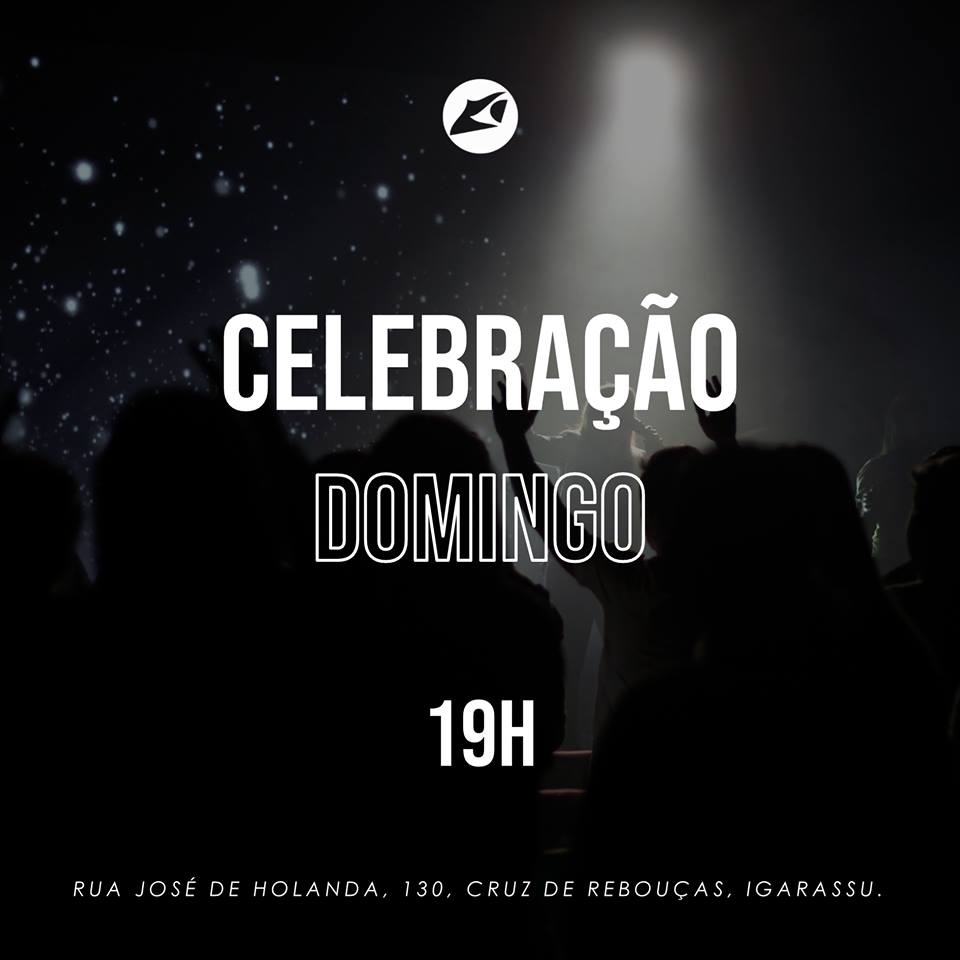 CELEBRAÇÃO
DOMINGO
19H
RUA JOSÉ DE HOLANDA, 130, CRUZ DE REBOUÇAS, IGARASSU.